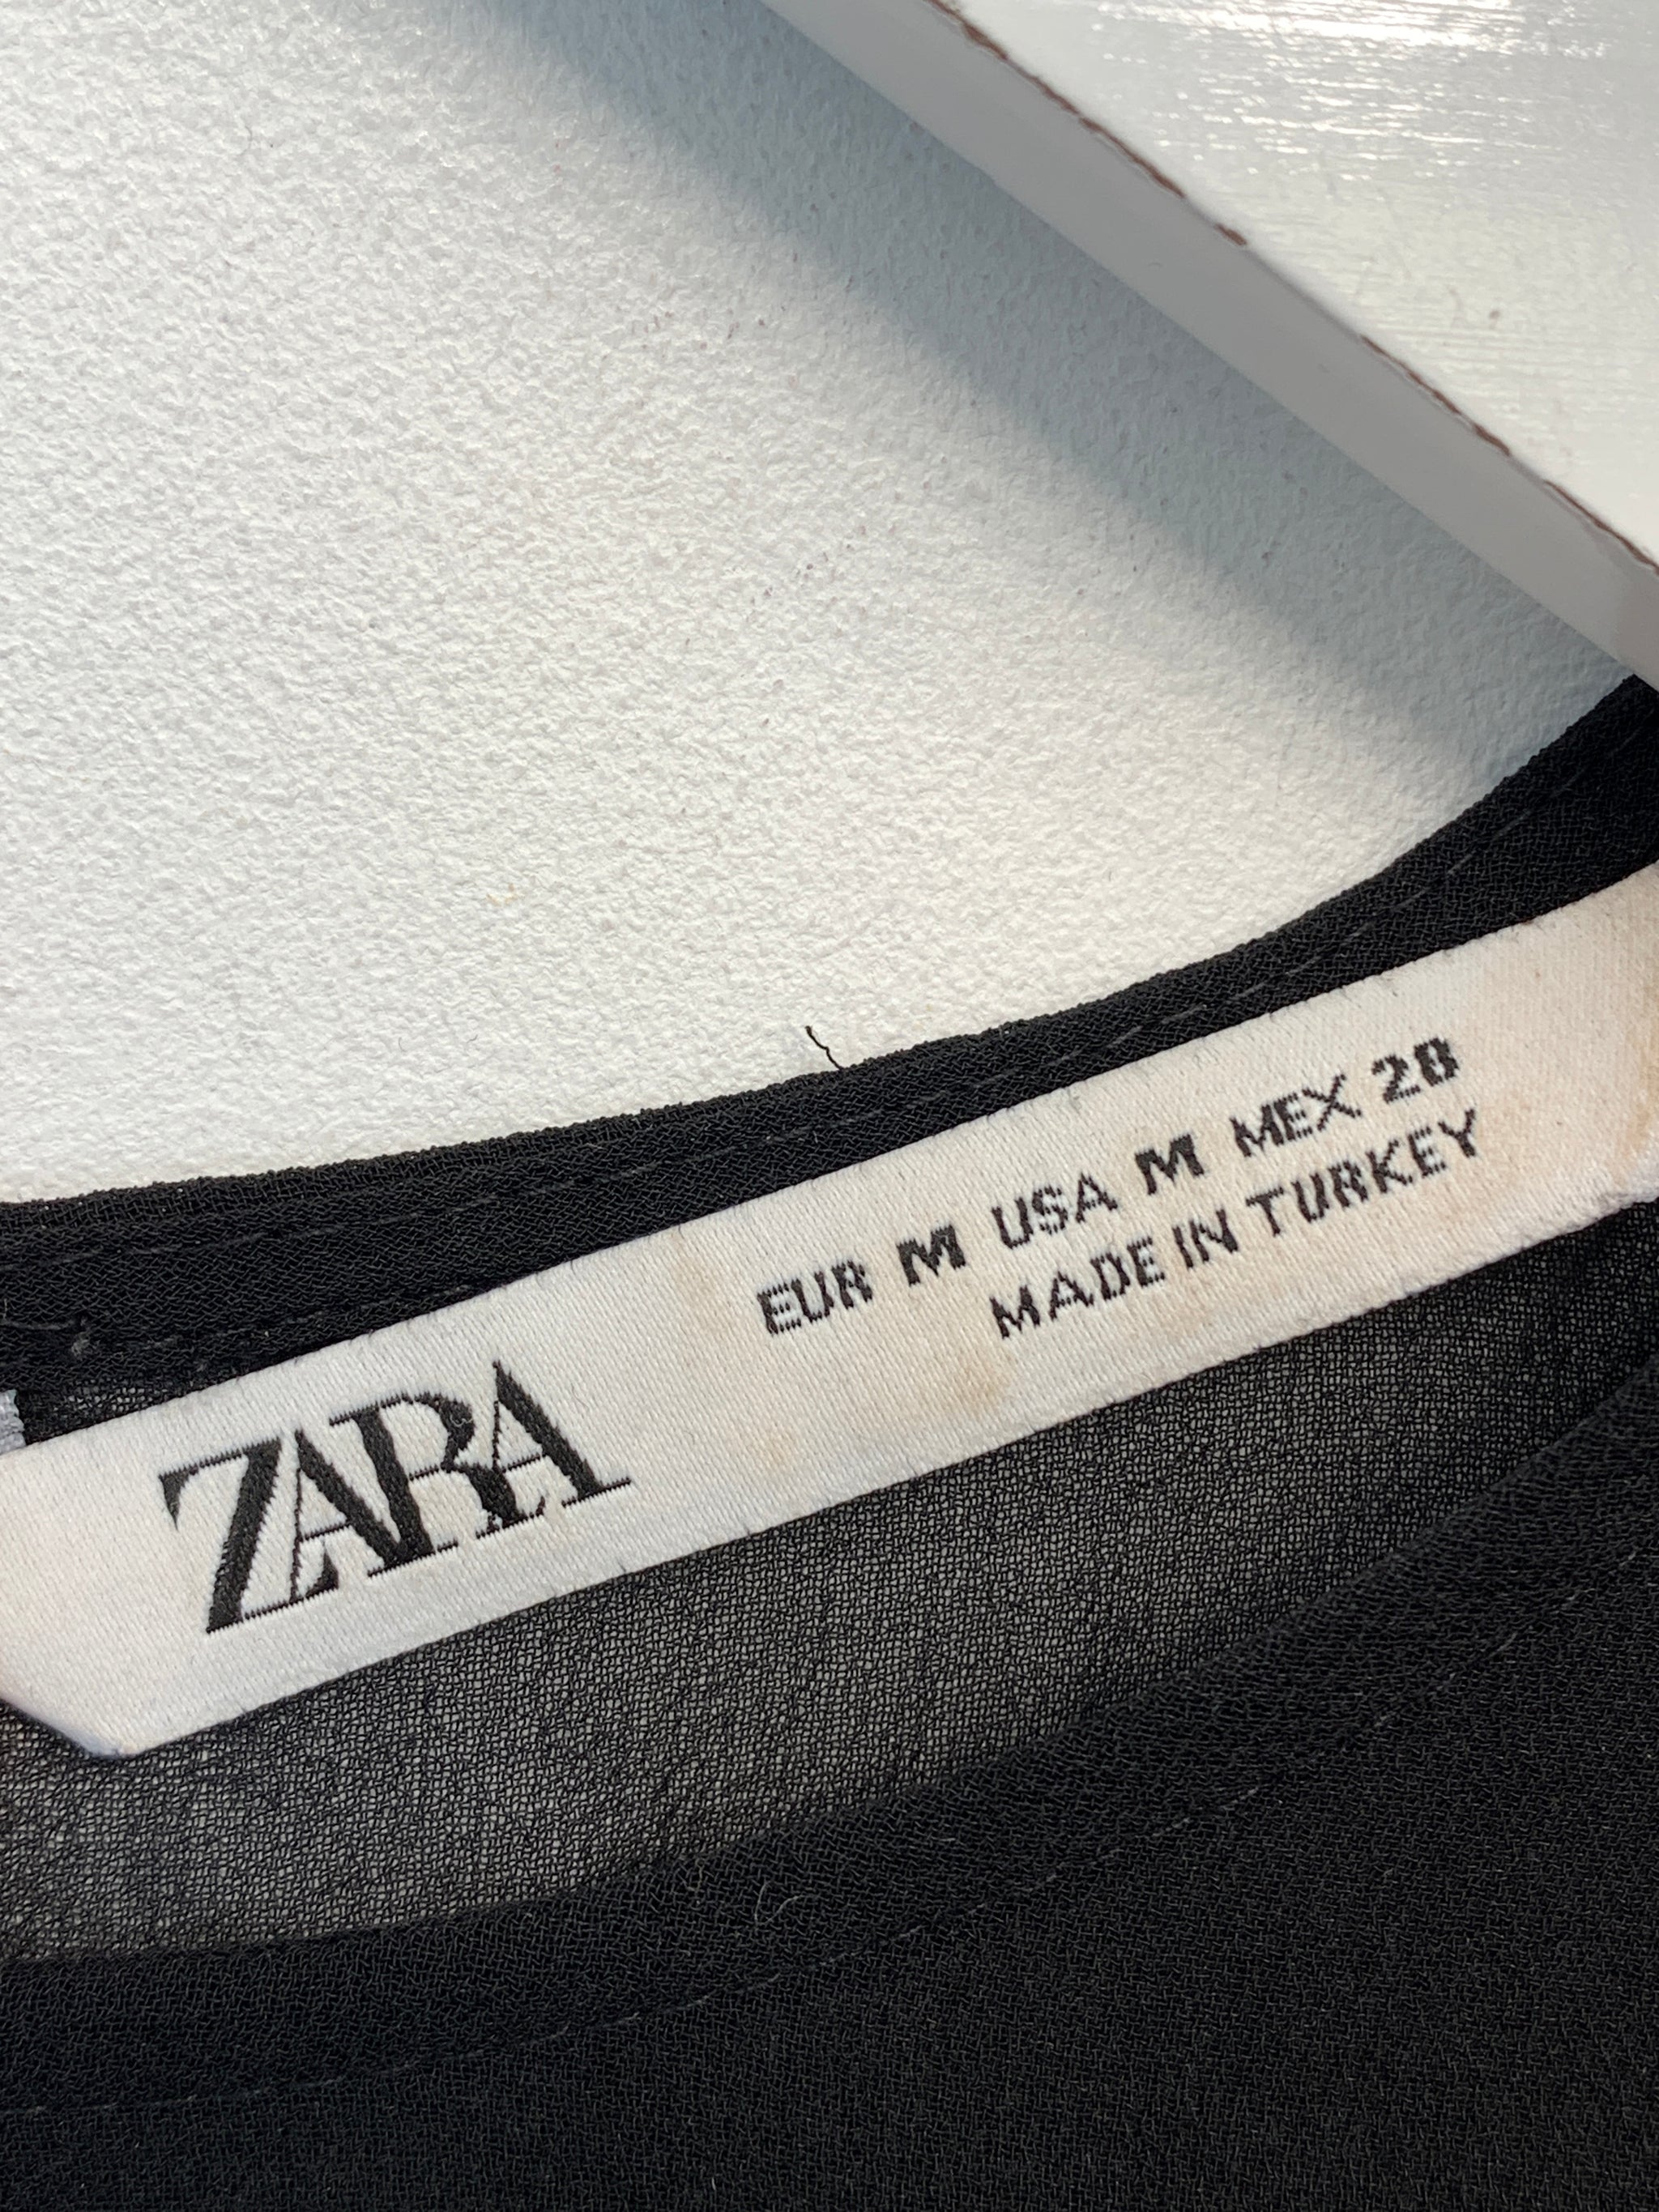 ZARA
EUR M USA M MEX 28
MADE IN TURKEY